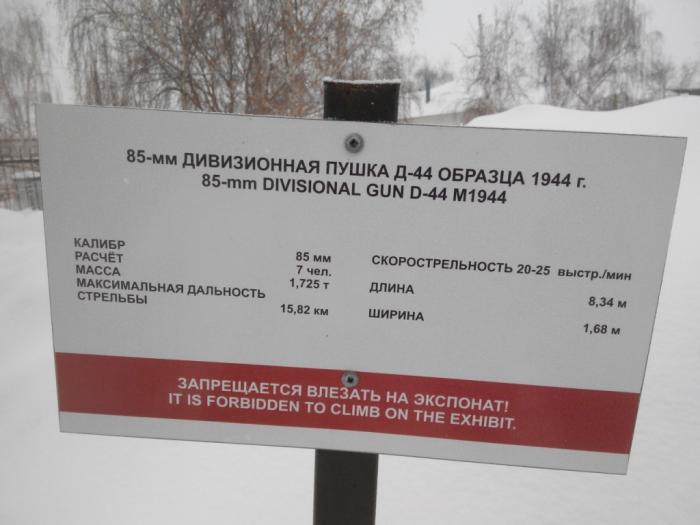 85-мм ДИВИЗИОННАЯ ПУШКА Д-44 ОБРАЗЦА 1944 г.
85-mm DIVISIONAL GUN D-44 M1944
КАЛИБР 85 мм
РАСЧЁТ 7 чел.
МАССА 1,725 т
МАКСИМАЛЬНАЯ ДАЛЬНОСТЬ
СТРЕЛЬБЫ 15,82 км
СКОРОСТРЕЛЬНОСТЬ 20-25 выстр./мин
ДЛИНА 8,34 м
ШИРИНА 1,68 м
ЗАПРЕЩАЕТСЯ ВЛЕЗАТЬ НА ЭКСПОНАТ!
IT IS FORBIDDEN TO CLIMB ON THE EXHIBIT.